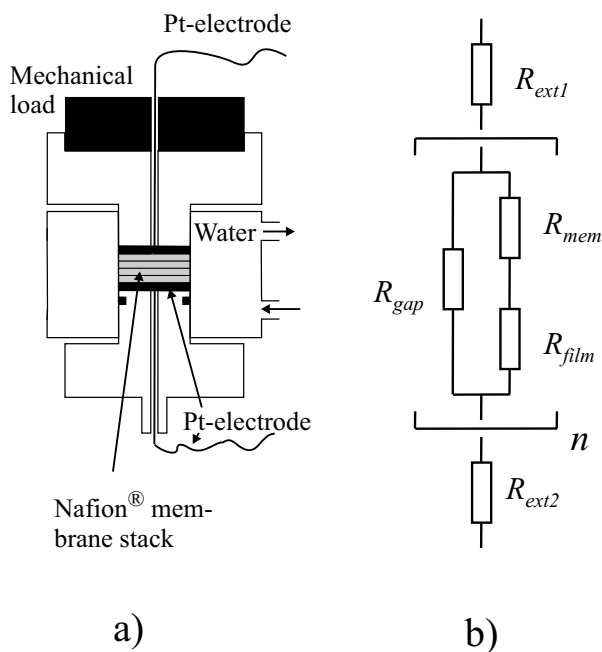 Pt-electrode
Mechanical
load
Water
Pt-electrode
Nafion® mem-
brane stack
a)
R_ext1
R_mem
R_gap
R_film
n
R_ext2
b)